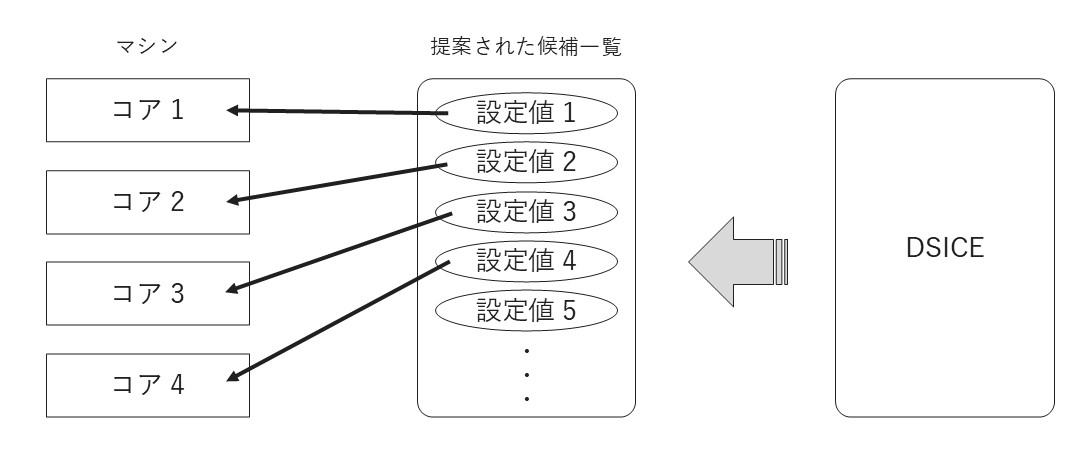 マシン
提案された候補一覧
コア 1
コア 2
コア 3
コア 4
設定値 1
設定値 2
設定値 3
設定値 4
設定値 5
・
・
・
DSICE